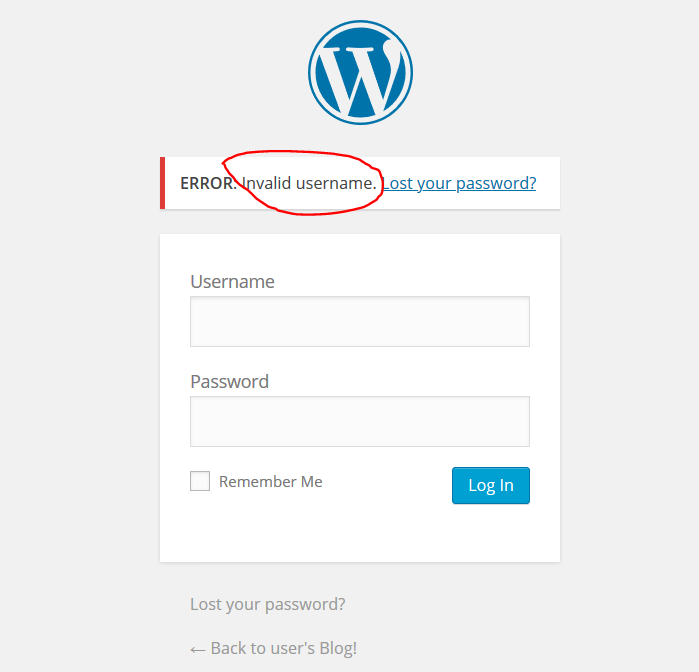 ERROR: Invalid username. Lost your password?
Username
Password
Remember Me
Log In
Lost your password?
← Back to user's Blog!